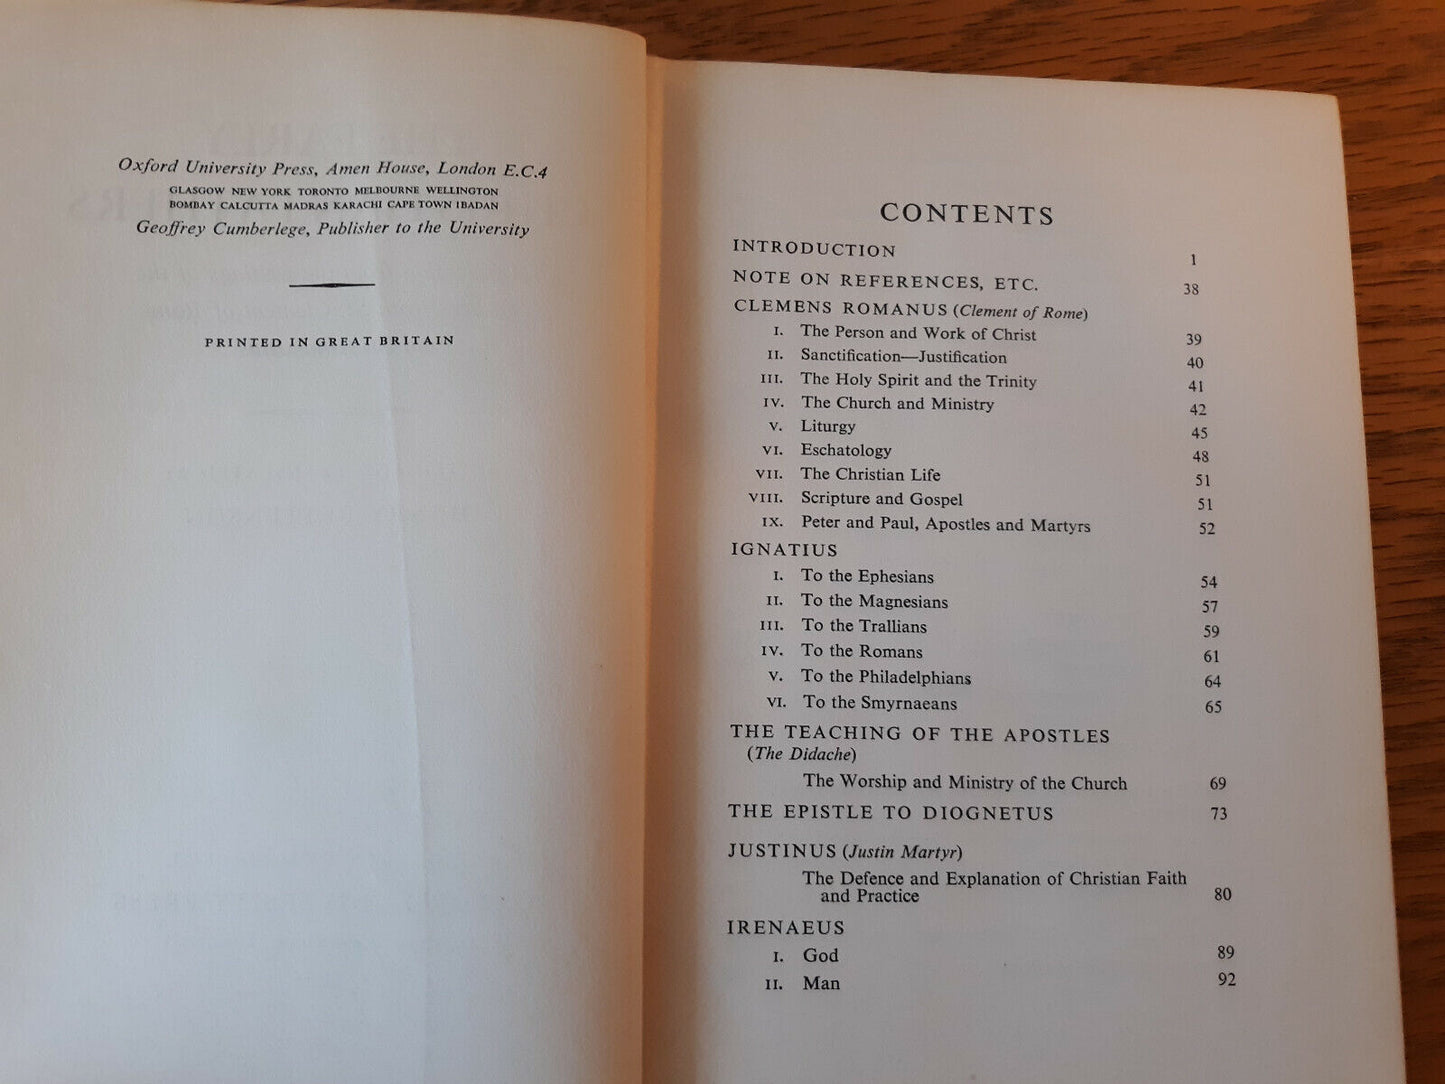 Oxford University Press, Amen House, London E.C.4
GLASGOW NEW YORK TORONTO MELBOURNE WELLINGTON
BOMBAY CALCUTTA MADRAS KARACHI CAPE TOWN IBADAN
Geoffrey Cumberlege, Publisher to the University
PRINTED IN GREAT BRITAIN
CONTENTS
INTRODUCTION 1
NOTE ON REFERENCES, ETC. 38
CLEMENS ROMANUS (Clement of Rome)
I. The Person and Work of Christ 39
II. Sanctification—Justification 40
III. The Holy Spirit and the Trinity 41
IV. The Church and Ministry 42
V. Liturgy 45
VI. Eschatology 48
VII. The Christian Life 51
VIII. Scripture and Gospel 51
IX. Peter and Paul, Apostles and Martyrs 52
IGNATIUS
I. To the Ephesians 54
II. To the Magnesians 57
III. To the Trallians 59
IV. To the Romans 61
V. To the Philadelphians 64
VI. To the Smyrnaeans 65
THE TEACHING OF THE APOSTLES
(The Didache)
The Worship and Ministry of the Church 69
THE EPISTLE TO DIOGNETUS 73
JUSTINUS (Justin Martyr)
The Defence and Explanation of Christian Faith
and Practice 80
IRENAEUS
I. God 89
II. Man 92